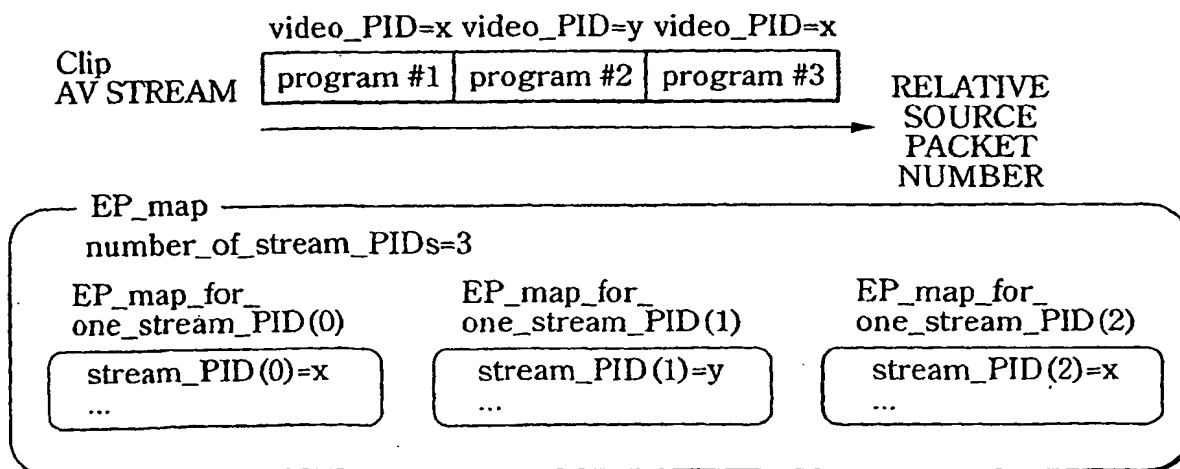 video_PID=x video_PID=y video_PID=x
Clip
AV STREAM
program #1 program #2 program #3
RELATIVE
SOURCE
PACKET
NUMBER
EP_map
number_of_stream_PIDs=3
EP_map_for_
one_stream_PID(0)
stream_PID(0)=x
...
EP_map_for_
one_stream_PID(1)
stream_PID(1)=y
...
EP_map_for_
one_stream_PID(2)
stream_PID(2)=x
...